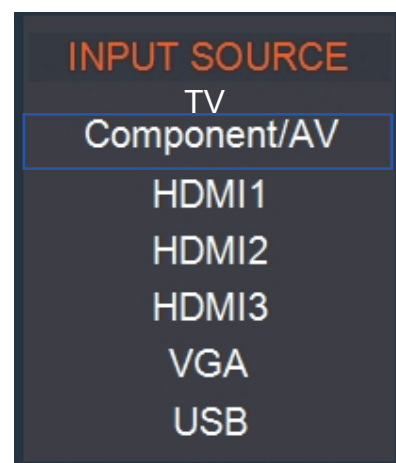 INPUT SOURCE
TV
Component/AV
HDMI1
HDMI2
HDMI3
VGA
USB